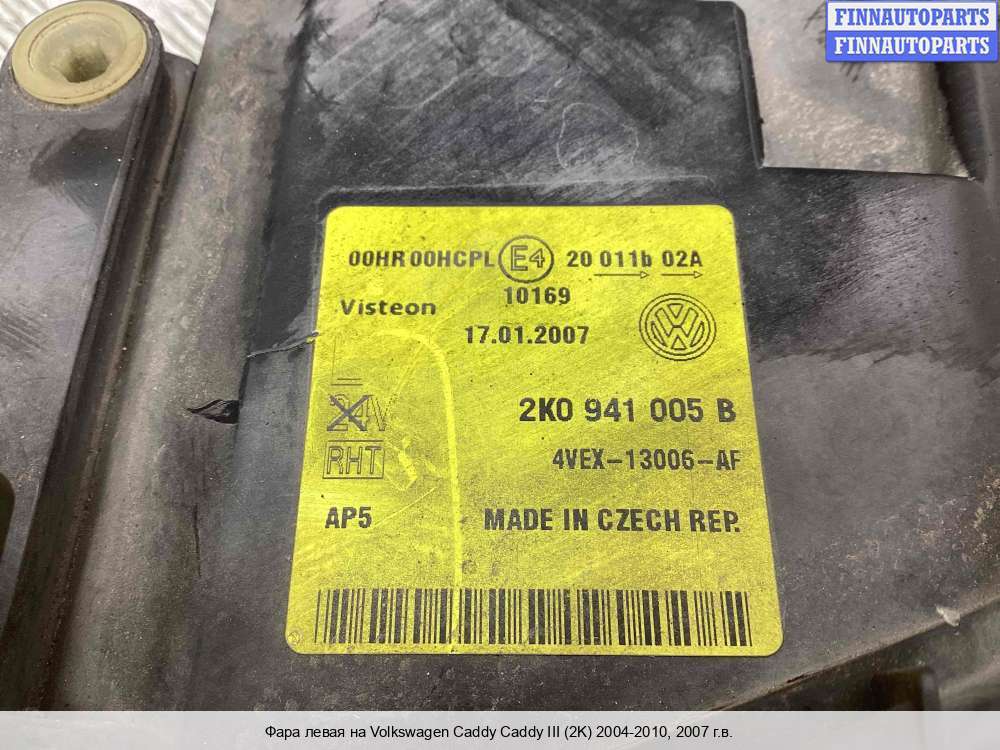 FINNAUTOPARTS
FINNAUTOPARTS
00HR 00HCPL E4 20 011b 02A
10169
Visteon
17.01.2007
24V
2K0 941 005 B
RHT
4VEX-13006-AF
AP5
MADE IN CZECH REP.
Фара левая на Volkswagen Caddy Caddy III (2K) 2004-2010, 2007 г.в.